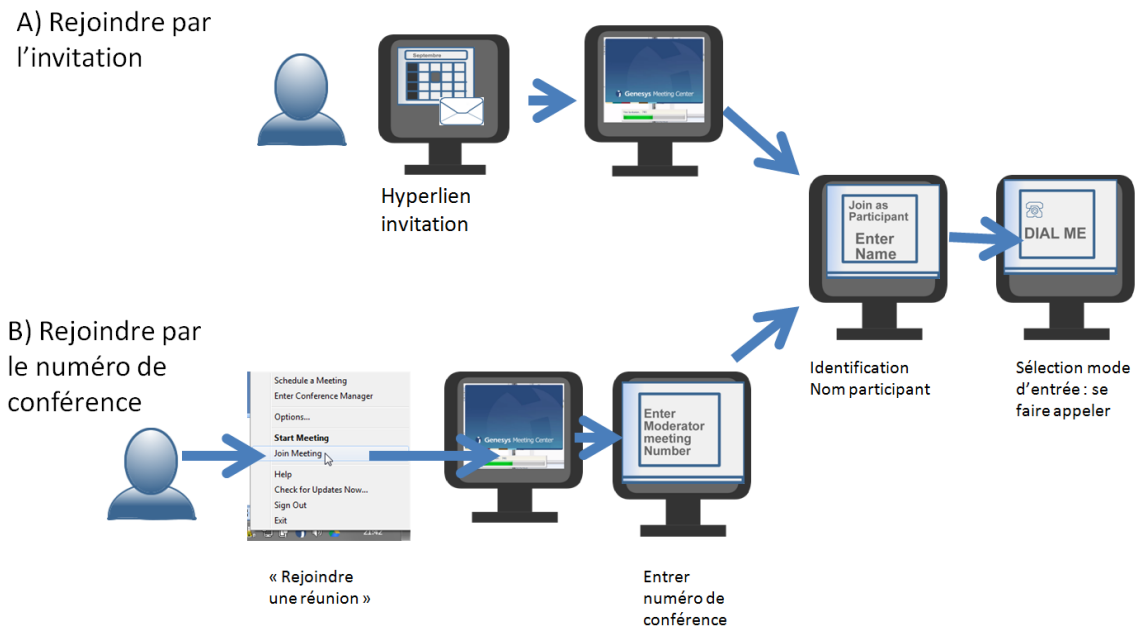 A) Rejoindre par
l'invitation
Septembre
Genesys Meeting Center
Hyperlien
invitation
Join as
Participant
Enter
Name
DIAL ME
Identification
Nom participant
Sélection mode
d'entrée : se
faire appeler
B) Rejoindre par
le numéro de
conférence
Schedule a Meeting
Enter Conference Manager
Options...
Start Meeting
Join Meeting
Help
Check for Updates Now...
Sign Out
Exit
21:42
« Rejoindre
une réunion »
Genesys Meeting Center
Enter
Moderator
meeting
Number
Entrer
numéro de
conférence